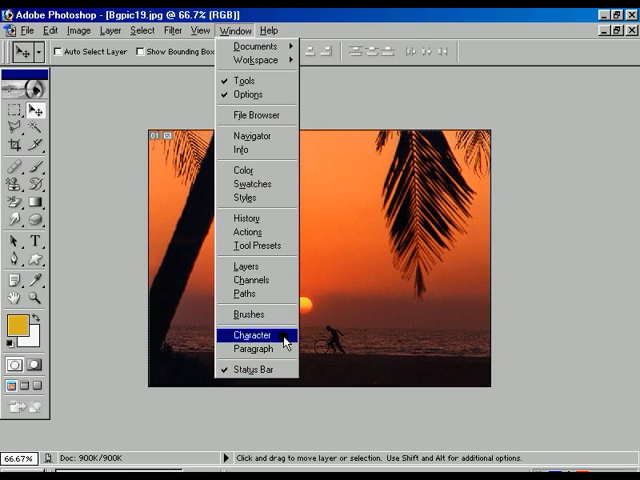 Adobe Photoshop - [Bgpic19.jpg @ 66.7% (RGB)]
File Edit Image Layer Select Filter View Window Help
Auto Select Layer Show Bounding Box
Documents
Workspace
Tools
Options
File Browser
Navigator
Info
Color
Swatches
Styles
History
Actions
Tool Presets
Layers
Channels
Paths
Brushes
Character
Paragraph
Status Bar
01
66.67% Doc: 900K/900K Click and drag to move layer or selection. Use Shift and Alt for additional options.